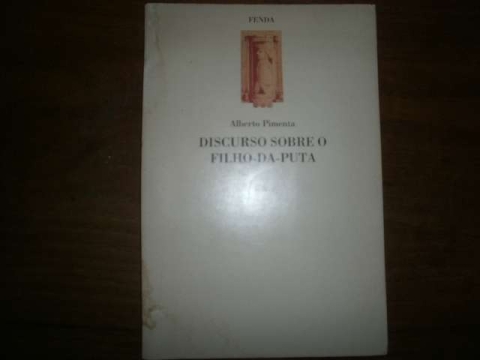 FENDA
Alberto Pimenta
DISCURSO SOBRE O
FILHO-DA-PUTA